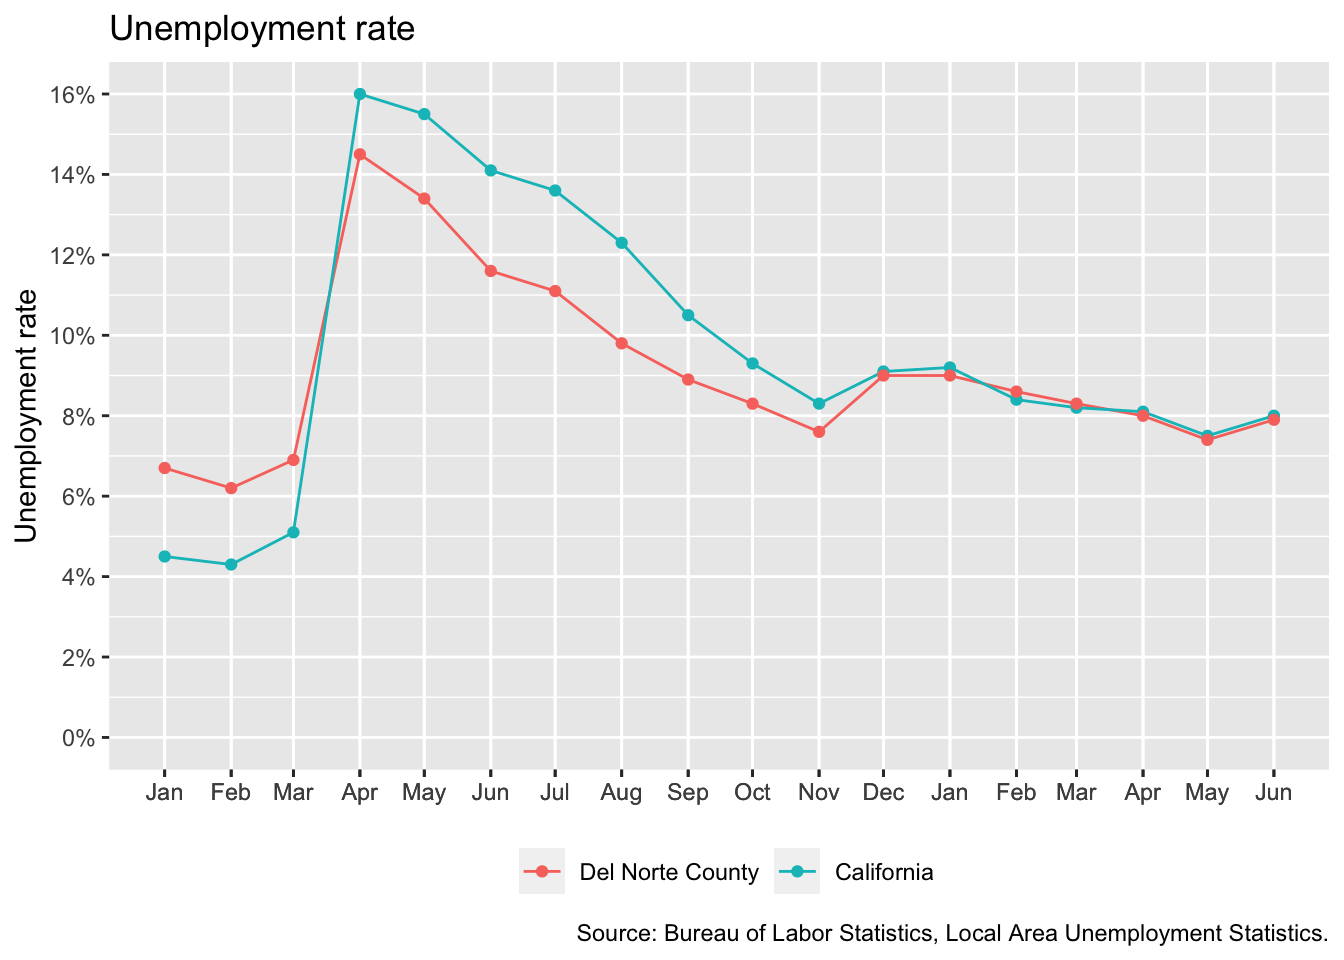 Unemployment rate
Unemployment rate
16%
14%
12%
10%
8%
6%
4%
2%
0%
Jan Feb Mar Apr May Jun Jul Aug Sep Oct Nov Dec Jan Feb Mar Apr May Jun
Del Norte County California
Source: Bureau of Labor Statistics, Local Area Unemployment Statistics.